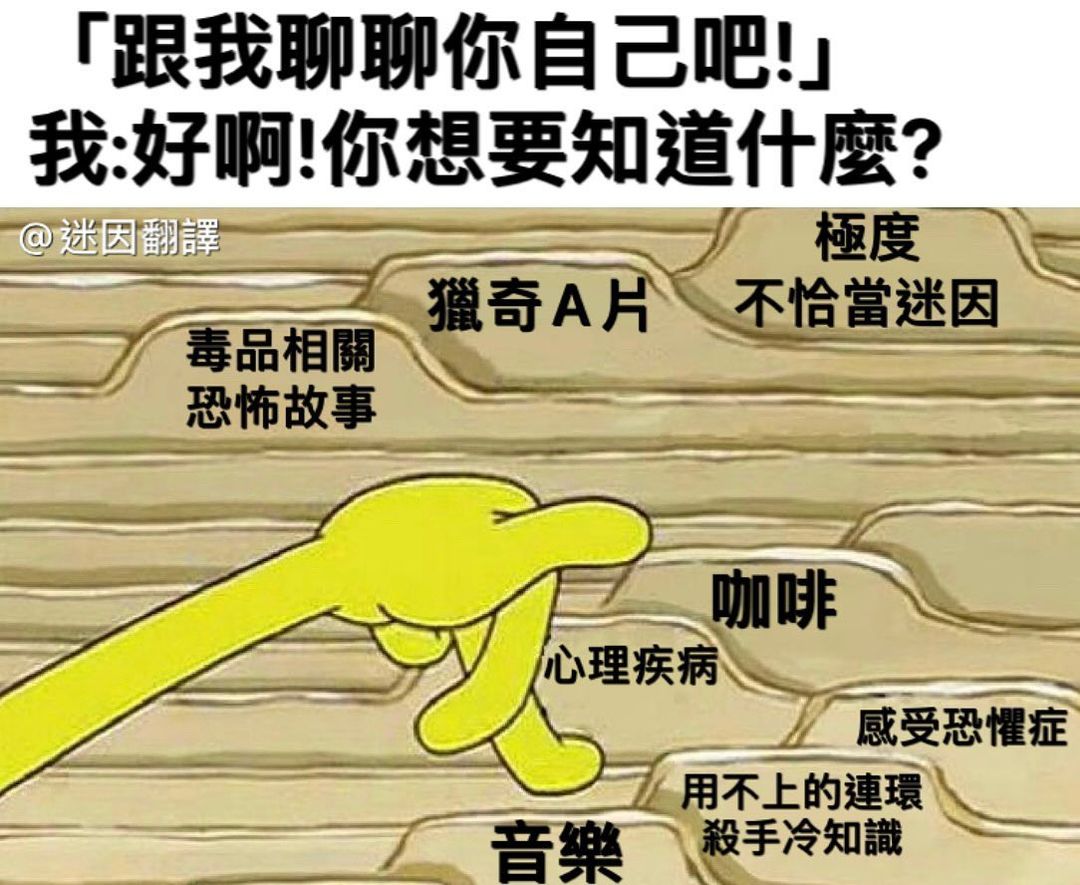 「跟我聊聊你自己吧!」
我:好啊!你想要知道什麼?
@迷因翻譯
極度
不恰當迷因
獵奇A片
毒品相關
恐怖故事
咖啡
心理疾病
感受恐懼症
用不上的連環
殺手冷知識
音樂